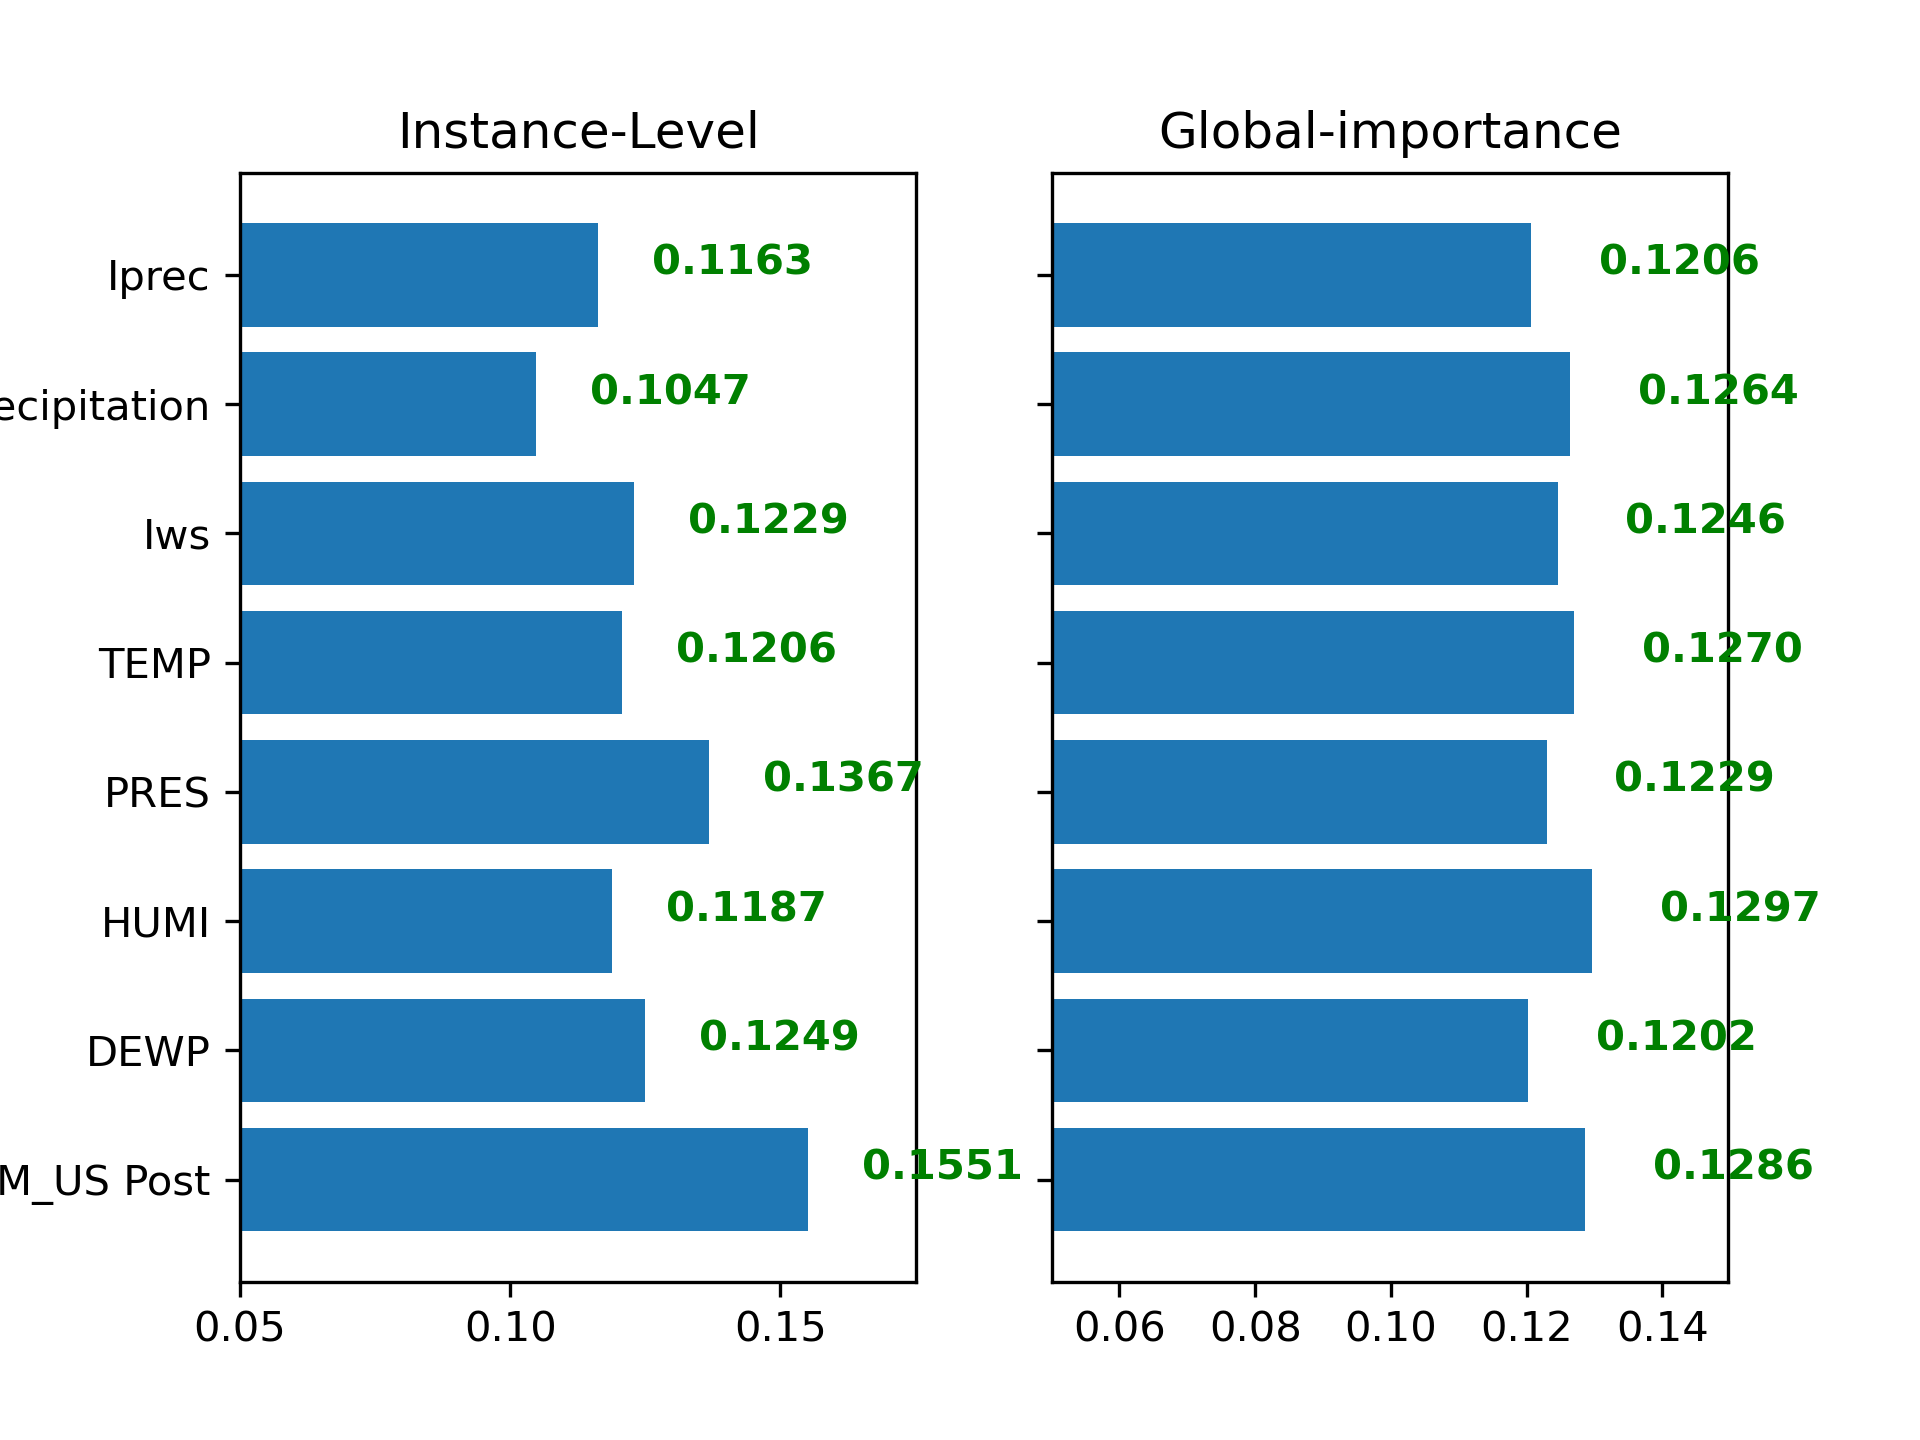 Instance-Level Global-importance
Iprec 0.1163 0.1206
ecipitation 0.1047 0.1264
Iws 0.1229 0.1246
TEMP 0.1206 0.1270
PRES 0.1367 0.1229
HUMI 0.1187 0.1297
DEWP 0.1249 0.1202
M_US Post 0.1551 0.1286
0.05 0.10 0.15 0.06 0.08 0.10 0.12 0.14